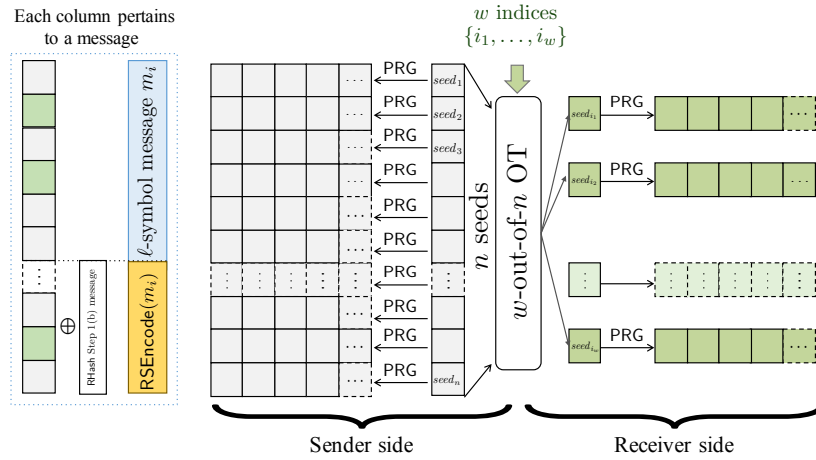 Each column pertains
to a message
ℓ-symbol message m_i
RSEncode(m_i)
⊕
RHash Step 1(b) message
w indices
{i_1, . . . , i_w}
PRG
PRG
PRG
PRG
PRG
PRG
PRG
PRG
PRG
PRG
seed_1
seed_2
seed_3
seed_n
n seeds
w-out-of-n OT
seed_{i_1}
PRG
seed_{i_2}
PRG
seed_{i_w}
PRG
Sender side
Receiver side